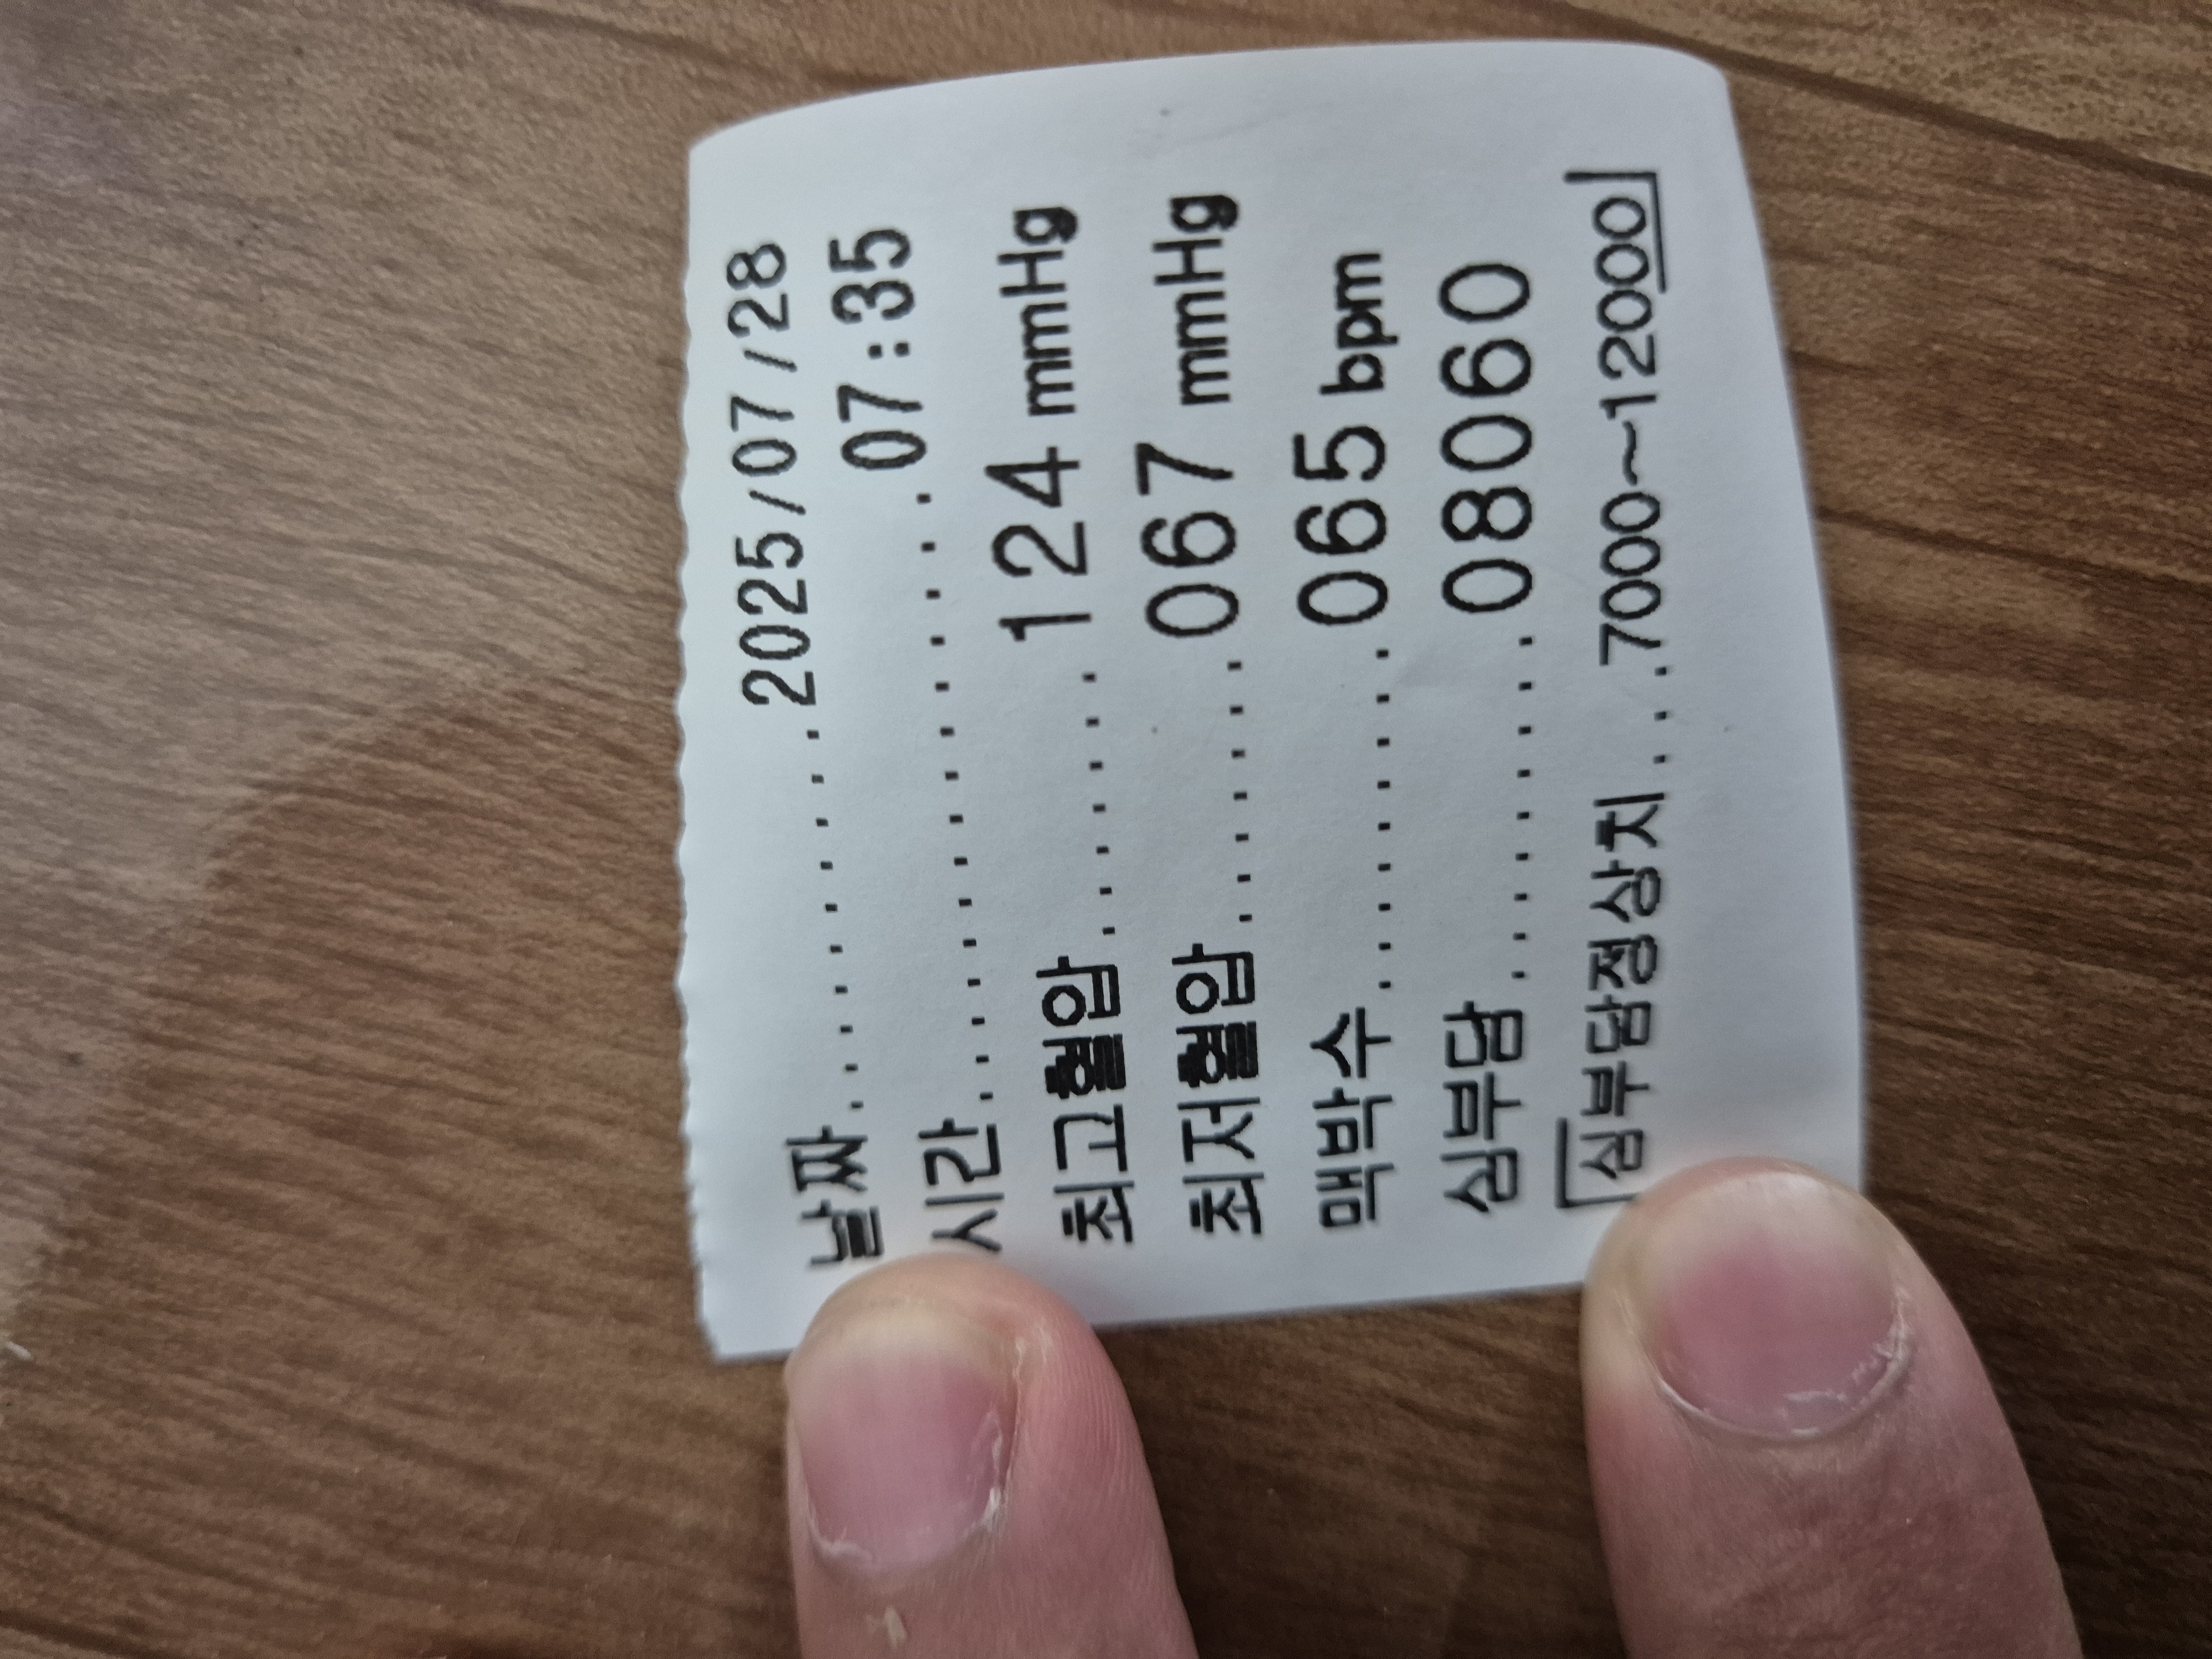 날짜..........2025/07/28
시간...............07:35
최고혈압.......124 mmHg
최저혈압.......067 mmHg
맥박수.........065 bpm
심부담.........08060
심부담정상치...7000~12000